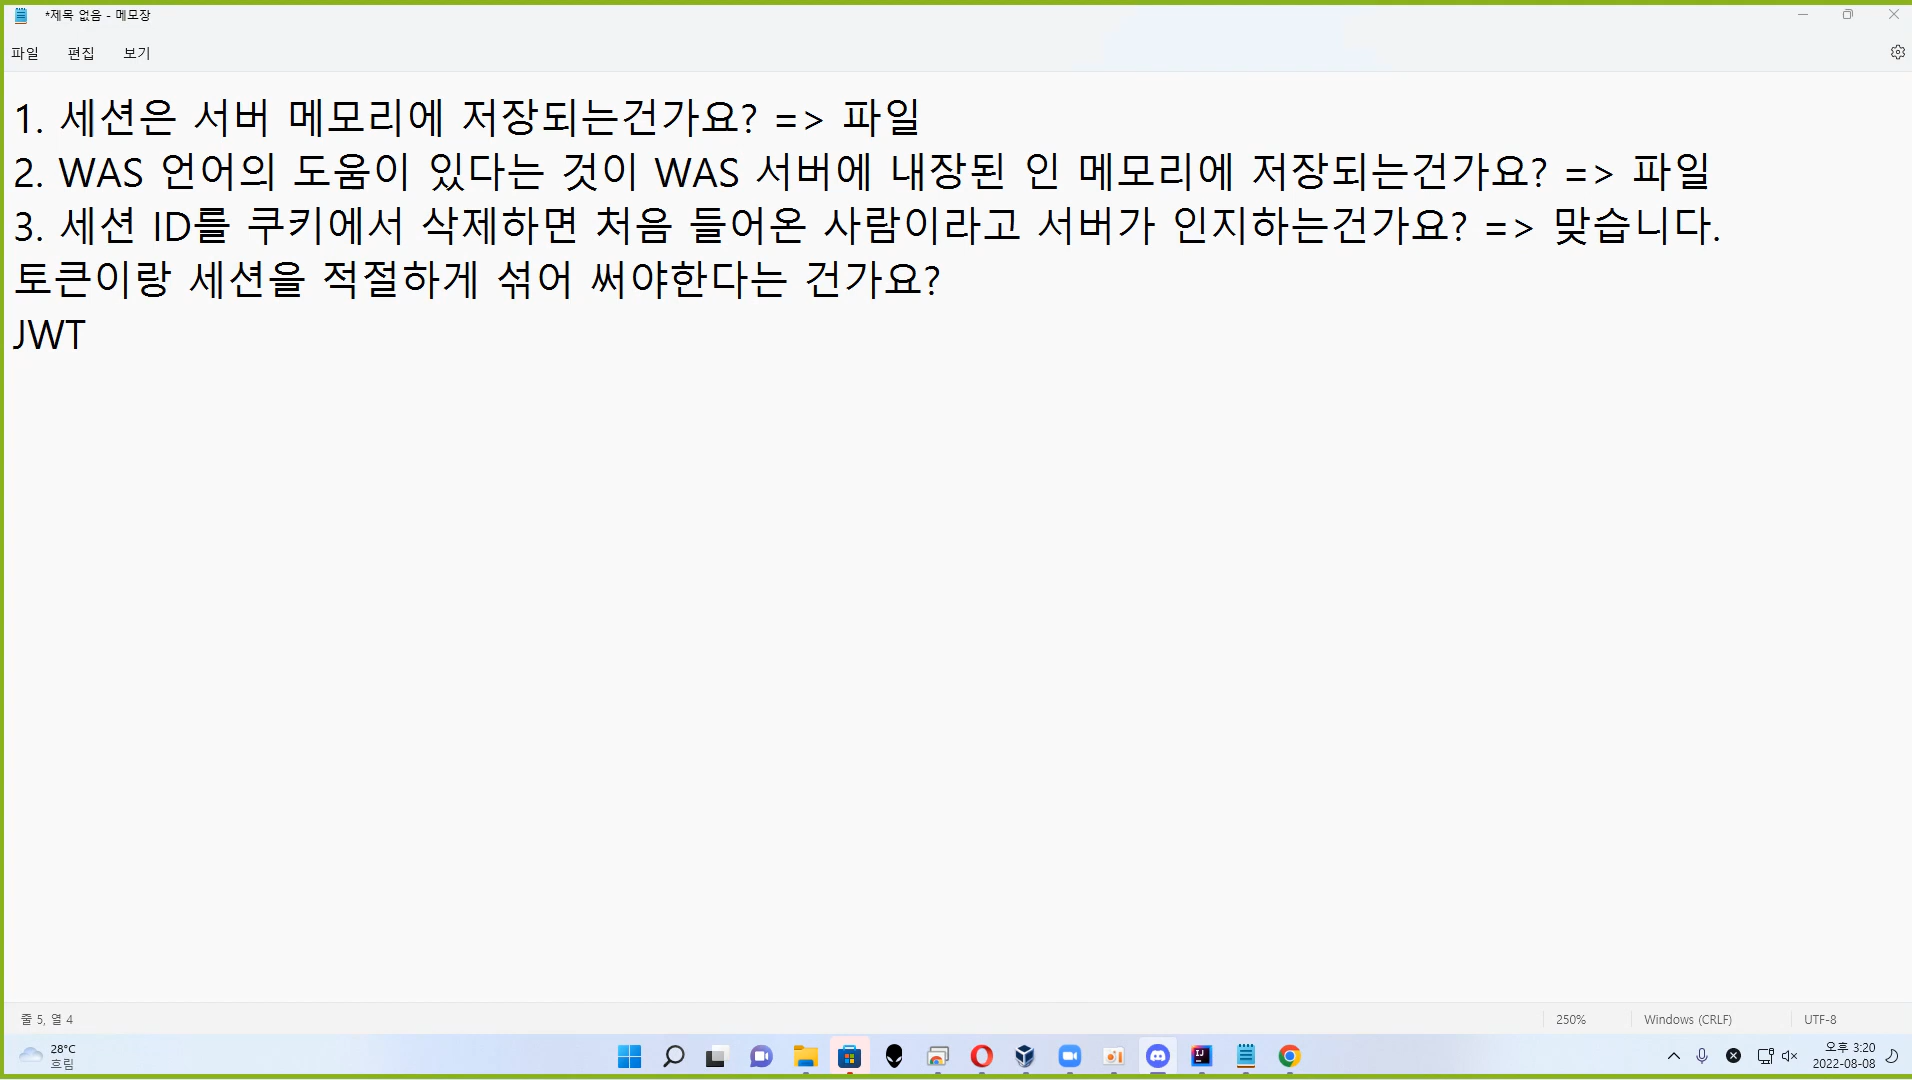 *제목 없음 - 메모장
파일 편집 보기
1. 세션은 서버 메모리에 저장되는건가요? => 파일
2. WAS 언어의 도움이 있다는 것이 WAS 서버에 내장된 인 메모리에 저장되는건가요? => 파일
3. 세션 ID를 쿠키에서 삭제하면 처음 들어온 사람이라고 서버가 인지하는건가요? => 맞습니다.
토큰이랑 세션을 적절하게 섞어 써야한다는 건가요?
JWT
줄 5, 열 4 250% Windows (CRLF) UTF-8
28°C
흐림
오후 3:20
2022-08-08